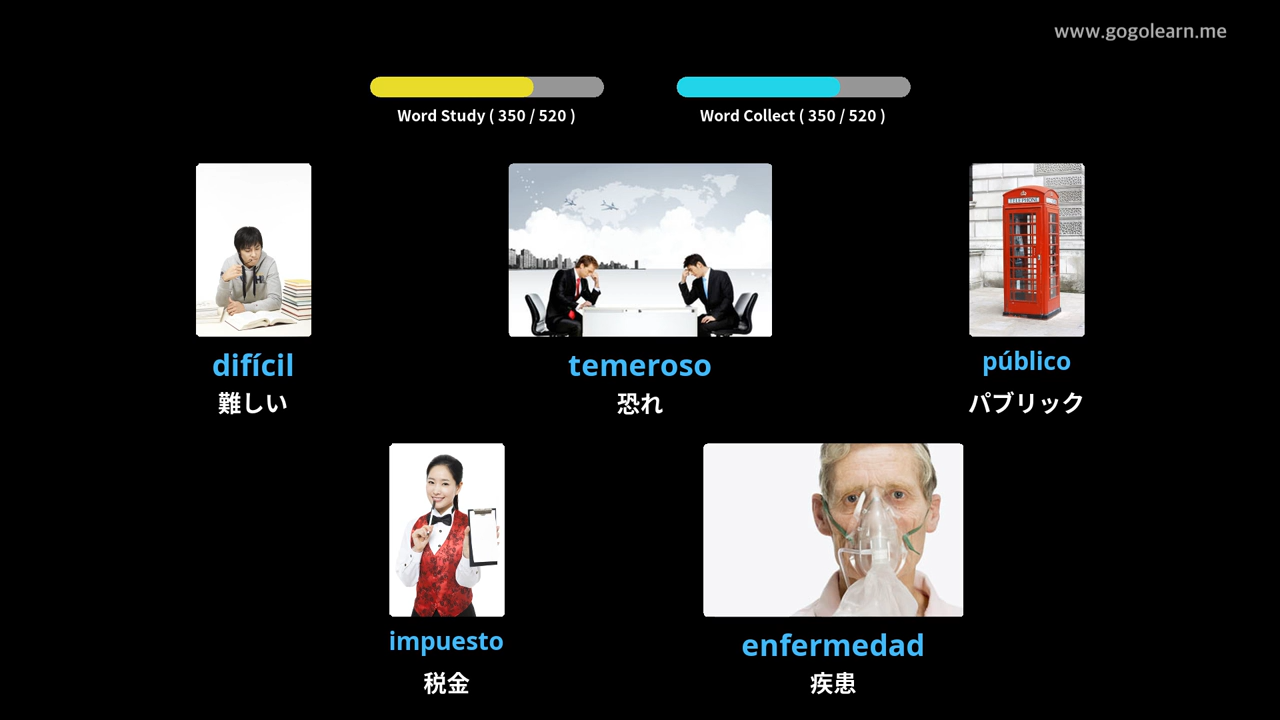 www.gogolearn.me
Word Study ( 350 / 520 )
Word Collect ( 350 / 520 )
TELEPHONE
difícil
temeroso
público
難しい
恐れ
パブリック
impuesto
enfermedad
税金
疾患